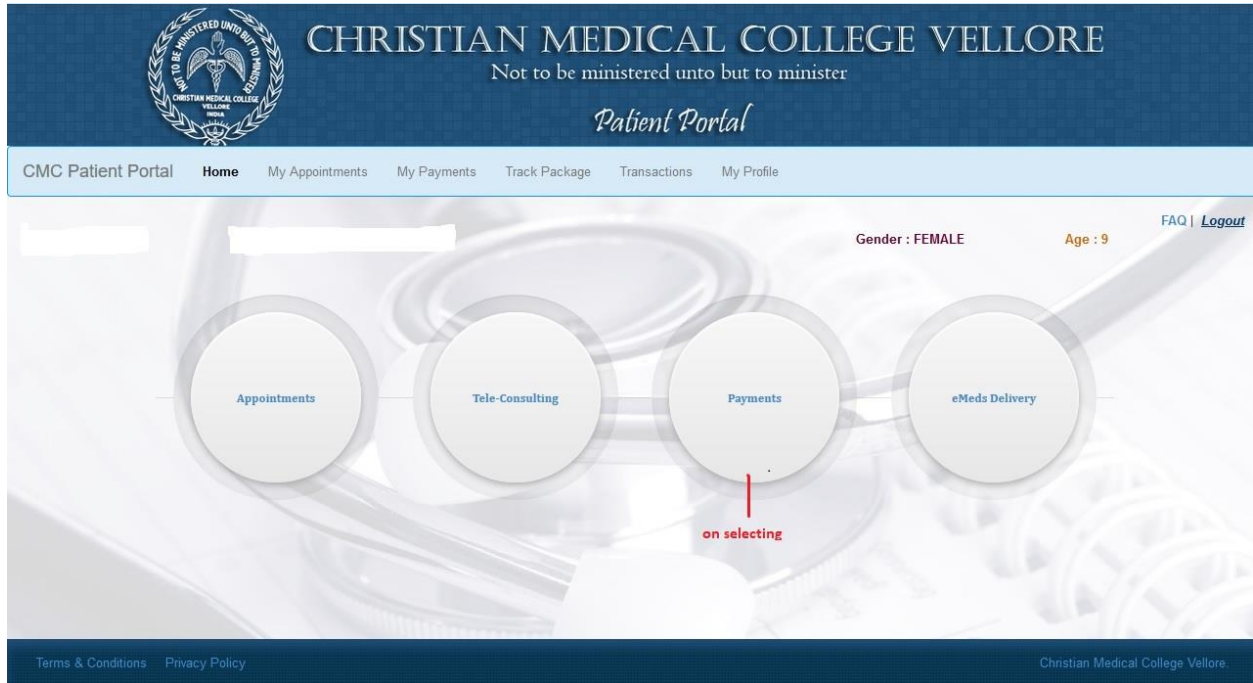 NOT TO BE MINISTERED UNTO BUT TO MINISTER
CHRISTIAN MEDICAL COLLEGE
VELLORE
INDIA
CHRISTIAN MEDICAL COLLEGE VELLORE
Not to be ministered unto but to minister
Patient Portal
CMC Patient Portal Home My Appointments My Payments Track Package Transactions My Profile
FAQ | Logout
Gender : FEMALE Age : 9
Appointments Tele-Consulting Payments eMeds Delivery
on selecting
Terms & Conditions Privacy Policy Christian Medical College Vellore.